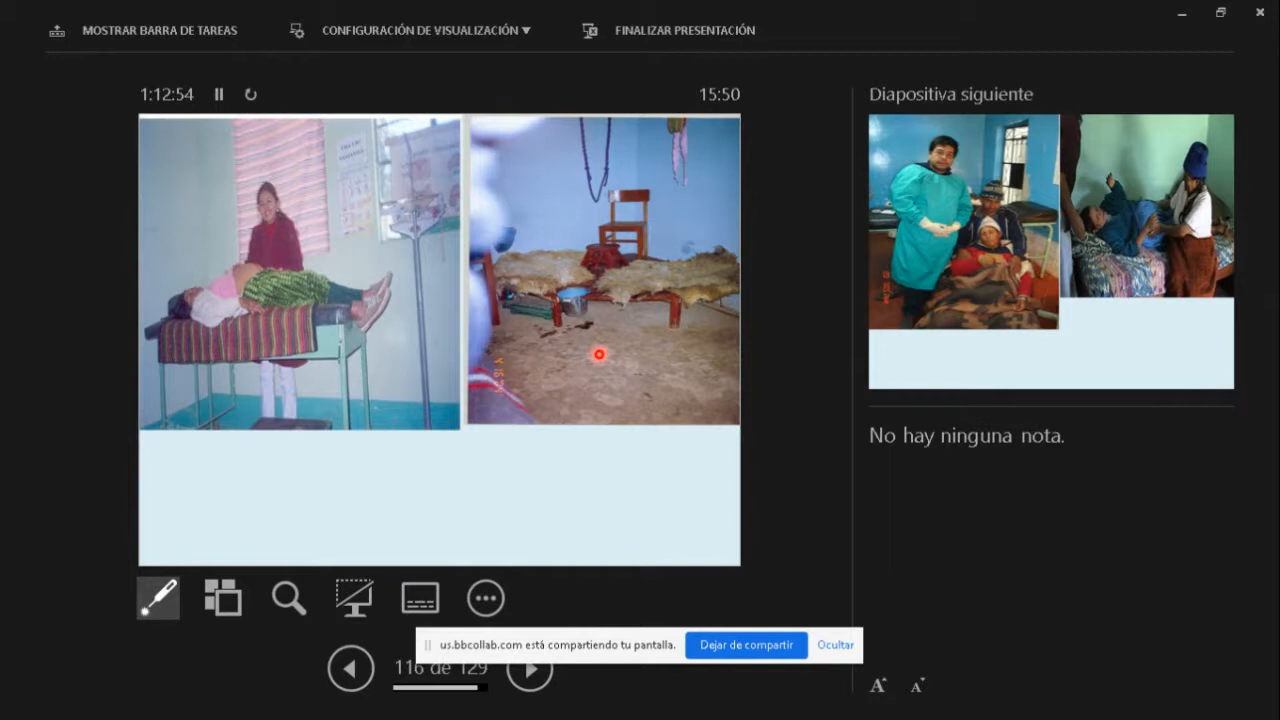 MOSTRAR BARRA DE TAREAS
CONFIGURACIÓN DE VISUALIZACIÓN ▼
FINALIZAR PRESENTACIÓN
1:12:54
15:50
Diapositiva siguiente
No hay ninguna nota.
us.bbcollab.com está compartiendo tu pantalla.
Dejar de compartir
Ocultar
116 de 129
A A